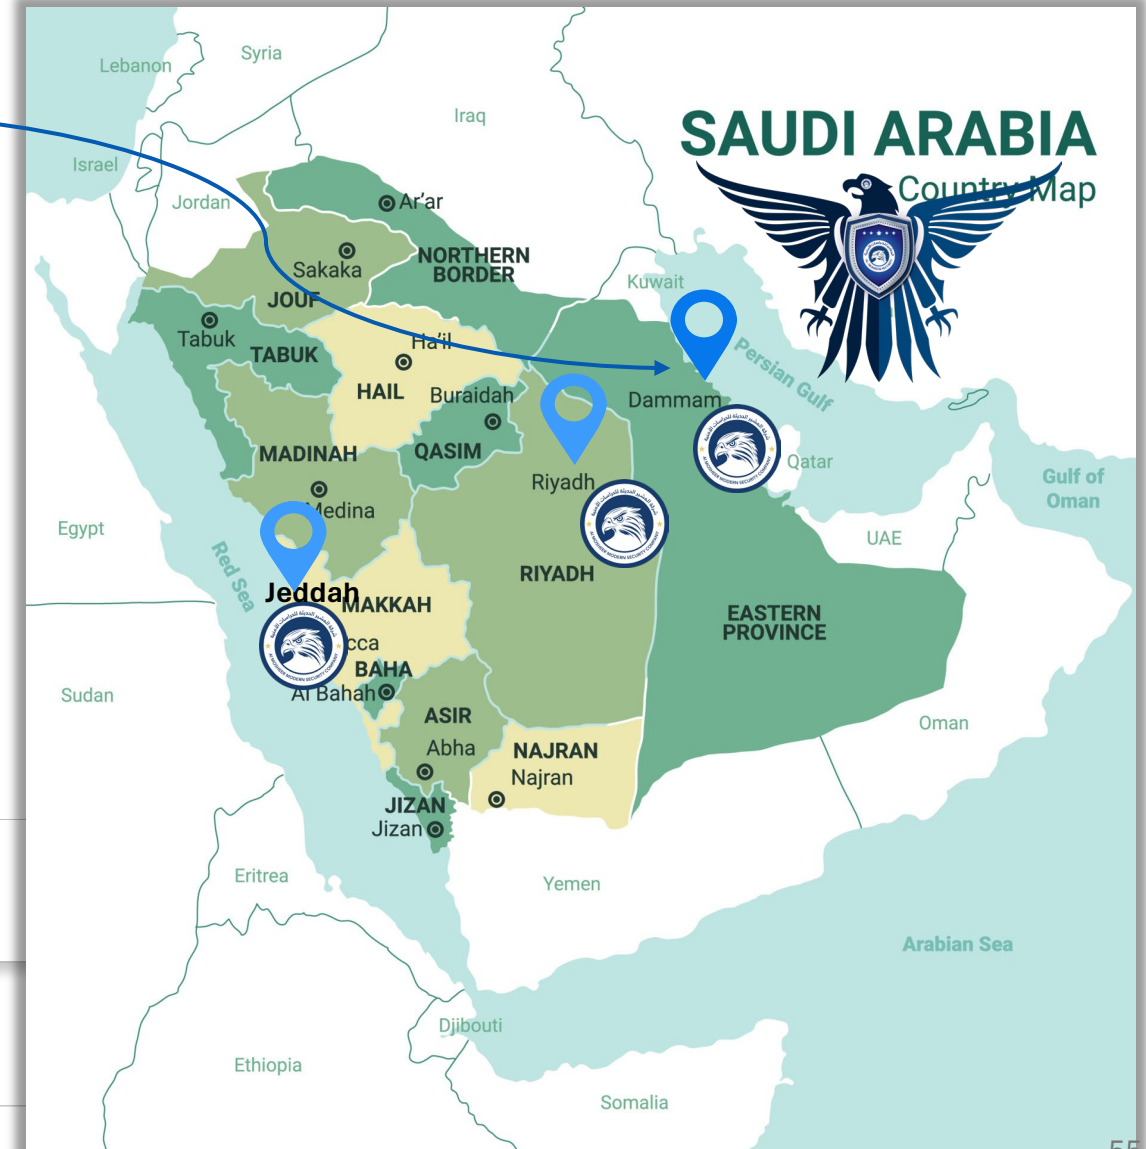 SAUDI ARABIA
Country Map
Lebanon
Syria
Iraq
Israel
Jordan
Ar'ar
Sakaka
NORTHERN
BORDER
JOUF
Kuwait
Tabuk
TABUK
Ha'il
HAIL
Buraidah
Dammam
Persian Gulf
MADINAH
QASIM
Qatar
Riyadh
Medina
Gulf of
Oman
Egypt
UAE
Red Sea
RIYADH
Jeddah
MAKKAH
EASTERN
PROVINCE
cca
BAHA
Al Bahah
Sudan
ASIR
Oman
Abha
NAJRAN
Najran
JIZAN
Jizan
Eritrea
Yemen
Arabian Sea
Djibouti
Ethiopia
Somalia